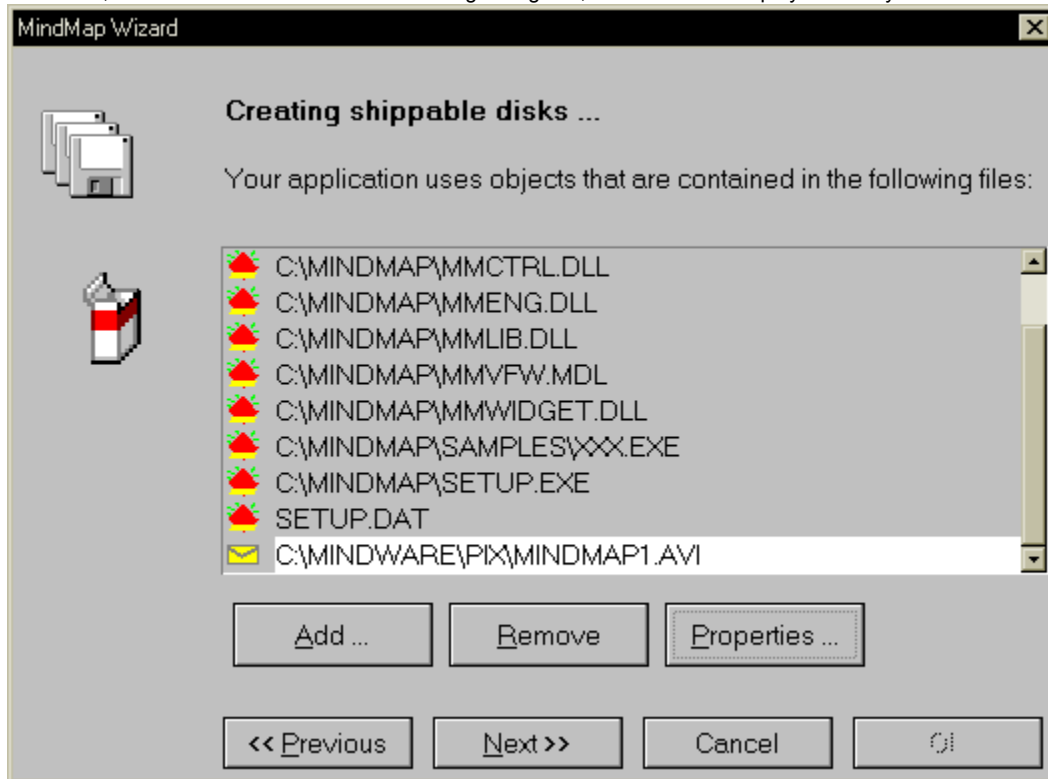 MindMap Wizard
Creating shippable disks ...
Your application uses objects that are contained in the following files:
C:\MINDMAP\MMCTRL.DLL
C:\MINDMAP\MMENG.DLL
C:\MINDMAP\MMLIB.DLL
C:\MINDMAP\MMVFW.MDL
C:\MINDMAP\MMWIDGET.DLL
C:\MINDMAP\SAMPLES\XXX.EXE
C:\MINDMAP\SETUP.EXE
SETUP.DAT
C:\MINDWARE\PIX\MINDMAP1.AVI
Add ... Remove Properties ...
<< Previous Next >> Cancel